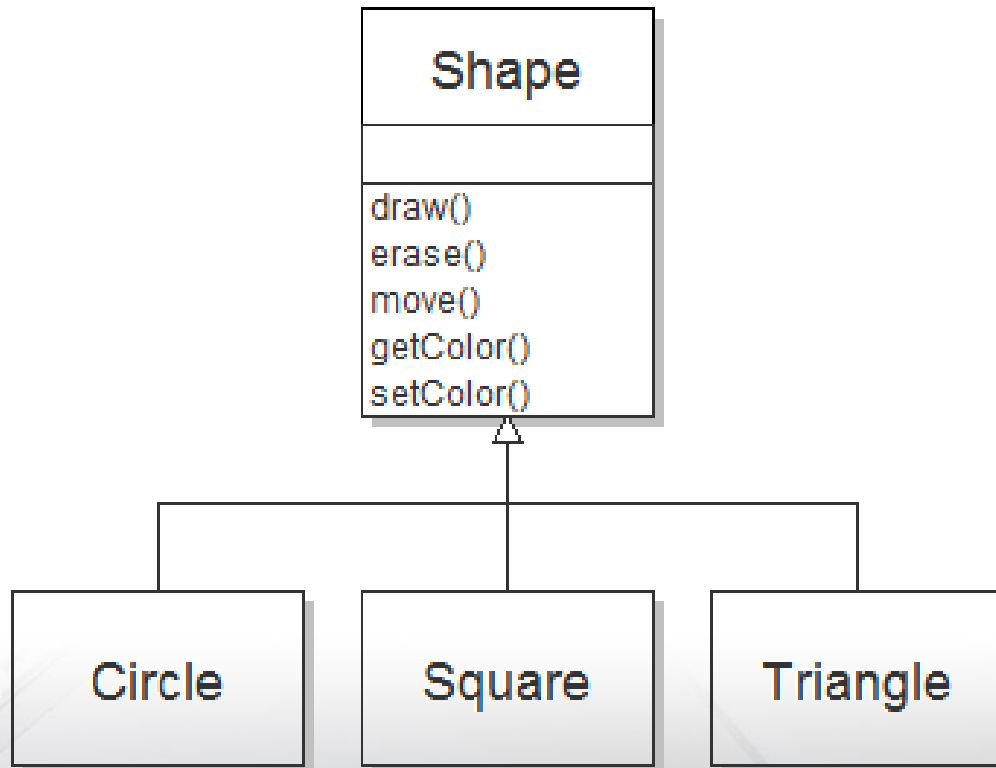 Shape
draw()
erase()
move()
getColor()
setColor()
Circle
Square
Triangle